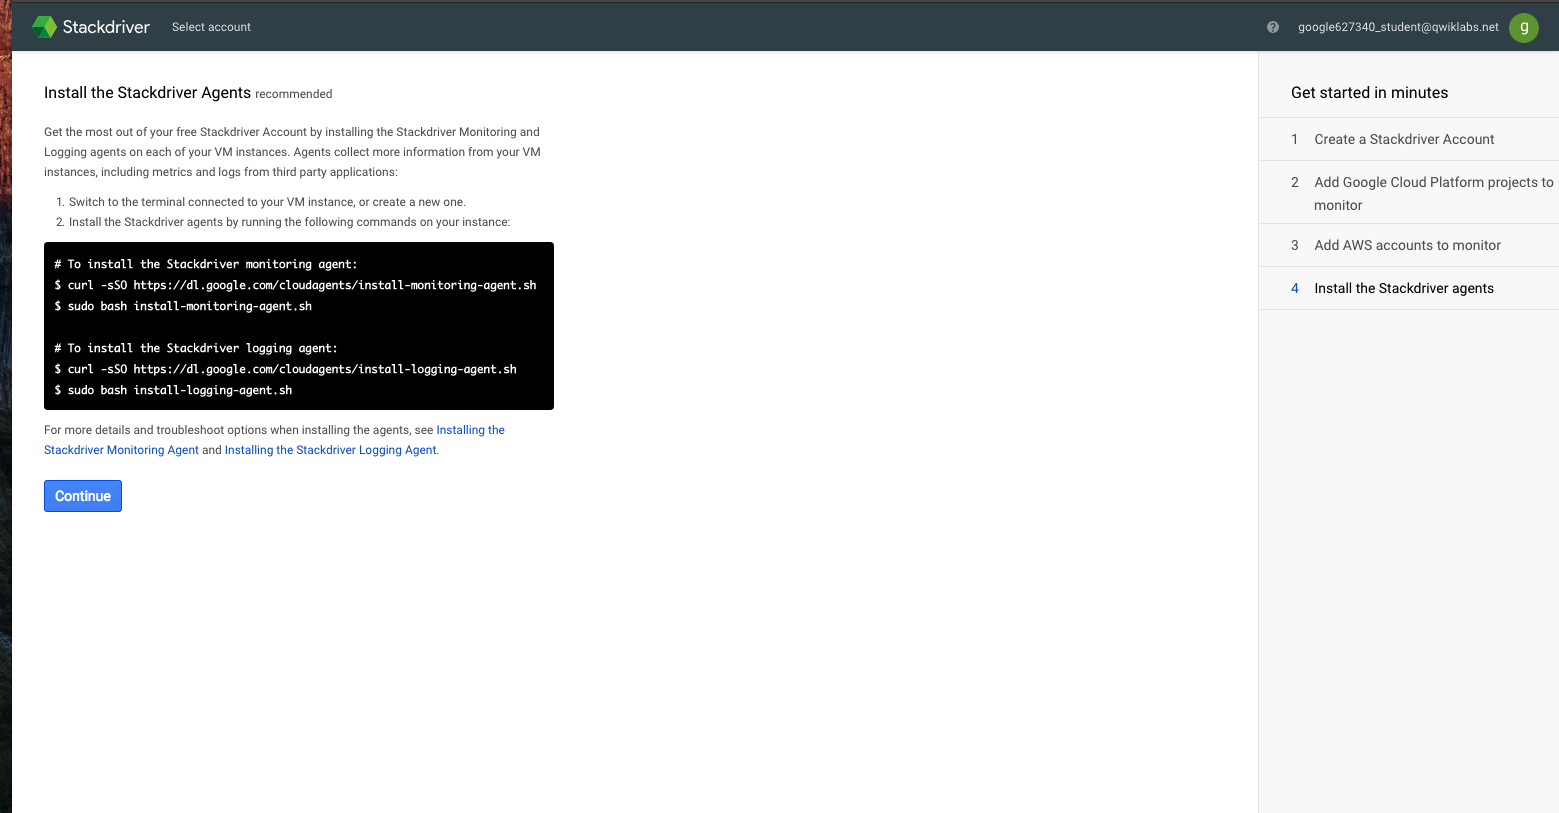 Stackdriver Select account google627340_student@qwiklabs.net g
Install the Stackdriver Agents recommended
Get the most out of your free Stackdriver Account by installing the Stackdriver Monitoring and
Logging agents on each of your VM instances. Agents collect more information from your VM
instances, including metrics and logs from third party applications:
1. Switch to the terminal connected to your VM instance, or create a new one.
2. Install the Stackdriver agents by running the following commands on your instance:
# To install the Stackdriver monitoring agent:
$ curl -sSO https://dl.google.com/cloudagents/install-monitoring-agent.sh
$ sudo bash install-monitoring-agent.sh
# To install the Stackdriver logging agent:
$ curl -sSO https://dl.google.com/cloudagents/install-logging-agent.sh
$ sudo bash install-logging-agent.sh
For more details and troubleshoot options when installing the agents, see Installing the
Stackdriver Monitoring Agent and Installing the Stackdriver Logging Agent.
Continue
Get started in minutes
1 Create a Stackdriver Account
2 Add Google Cloud Platform projects to
monitor
3 Add AWS accounts to monitor
4 Install the Stackdriver agents